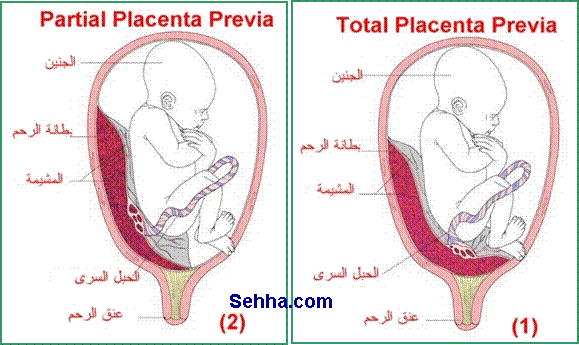 Partial Placenta Previa
الجنين
بطانة الرحم
المشيمة
الحبل السرى
عنق الرحم
(2)
Total Placenta Previa
الجنين
بطانة الرحم
المشيمة
الحبل السرى
عنق الرحم
(1)
Sehha.com